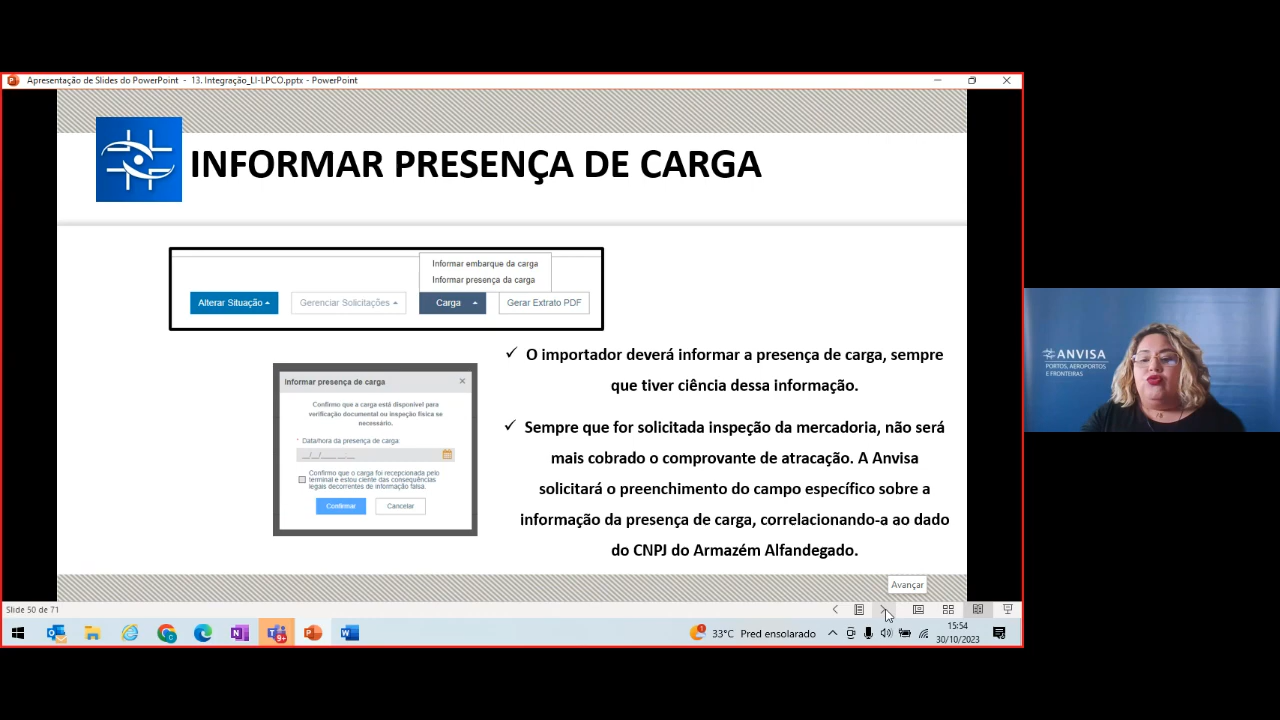 Apresentação de Slides do PowerPoint - 13. Integração_LI-LPCO.pptx - PowerPoint
INFORMAR PRESENÇA DE CARGA
Informar embarque da carga
Informar presença da carga
Alterar Situação
Gerenciar Solicitações
Carga
Gerar Extrato PDF
Informar presença de carga
Confirmo que a carga está disponível para
verificação documental ou inspeção física se
necessário.
* Data/hora da presença de carga:
__/__/____ __:__
Confirmo que o carga foi recepcionada pelo
terminal e estou ciente das consequências
legais decorrentes de informação falsa.
Confirmar
Cancelar
✓ O importador deverá informar a presença de carga, sempre
que tiver ciência dessa informação.
✓ Sempre que for solicitada inspeção da mercadoria, não será
mais cobrado o comprovante de atracação. A Anvisa
solicitará o preenchimento do campo específico sobre a
informação da presença de carga, correlacionando-a ao dado
do CNPJ do Armazém Alfandegado.
ANVISA
PORTOS, AEROPORTOS
E FRONTEIRAS
Avançar
Slide 50 de 71
9+
1
33°C Pred ensolarado
15:54
30/10/2023